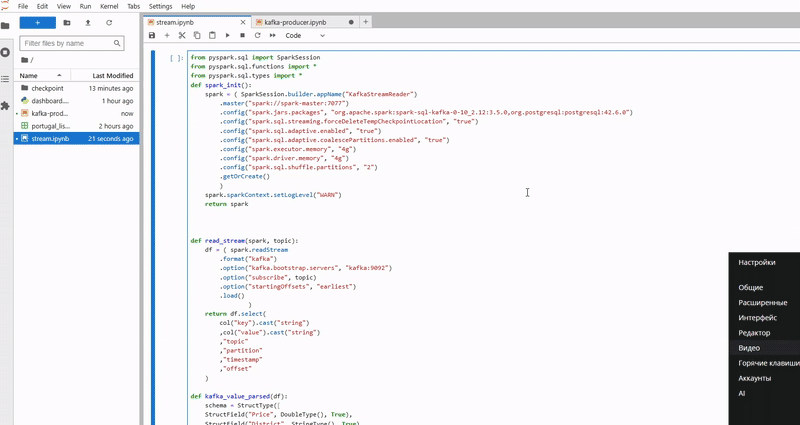 File Edit View Run Kernel Tabs Settings Help
stream.ipynb
kafka-producer.ipynb
Code
Filter files by name
/
Name Last Modified
checkpoint 13 minutes ago
dashboard.... 1 hour ago
kafka-prod... now
portugal_lis... 2 hours ago
stream.ipynb 21 seconds ago
[ ]:
from pyspark.sql import SparkSession
from pyspark.sql.functions import *
from pyspark.sql.types import *
def spark_init():
spark = ( SparkSession.builder.appName("KafkaStreamReader")
.master("spark://spark-master:7077")
.config("spark.jars.packages", "org.apache.spark:spark-sql-kafka-0-10_2.12:3.5.0,org.postgresql:postgresql:42.6.0")
.config("spark.sql.streaming.forceDeleteTempCheckpointLocation", "true")
.config("spark.sql.adaptive.enabled", "true")
.config("spark.sql.adaptive.coalescePartitions.enabled", "true")
.config("spark.executor.memory", "4g")
.config("spark.driver.memory", "4g")
.config("spark.sql.shuffle.partitions", "2")
.getOrCreate()
)
spark.sparkContext.setLogLevel("WARN")
return spark
def read_stream(spark, topic):
df = ( spark.readStream
.format("kafka")
.option("kafka.bootstrap.servers", "kafka:9092")
.option("subscribe", topic)
.option("startingOffsets", "earliest")
.load()
)
return df.select(
col("key").cast("string")
,col("value").cast("string")
,"topic"
,"partition"
,"timestamp"
,"offset"
)
def kafka_value_parsed(df):
schema = StructType([
StructField("Price", DoubleType(), True),
StructField("District", StringType(), True)
Настройки
Общие
Расширенные
Интерфейс
Редактор
Видео
Горячие клавиши
Аккаунты
AI